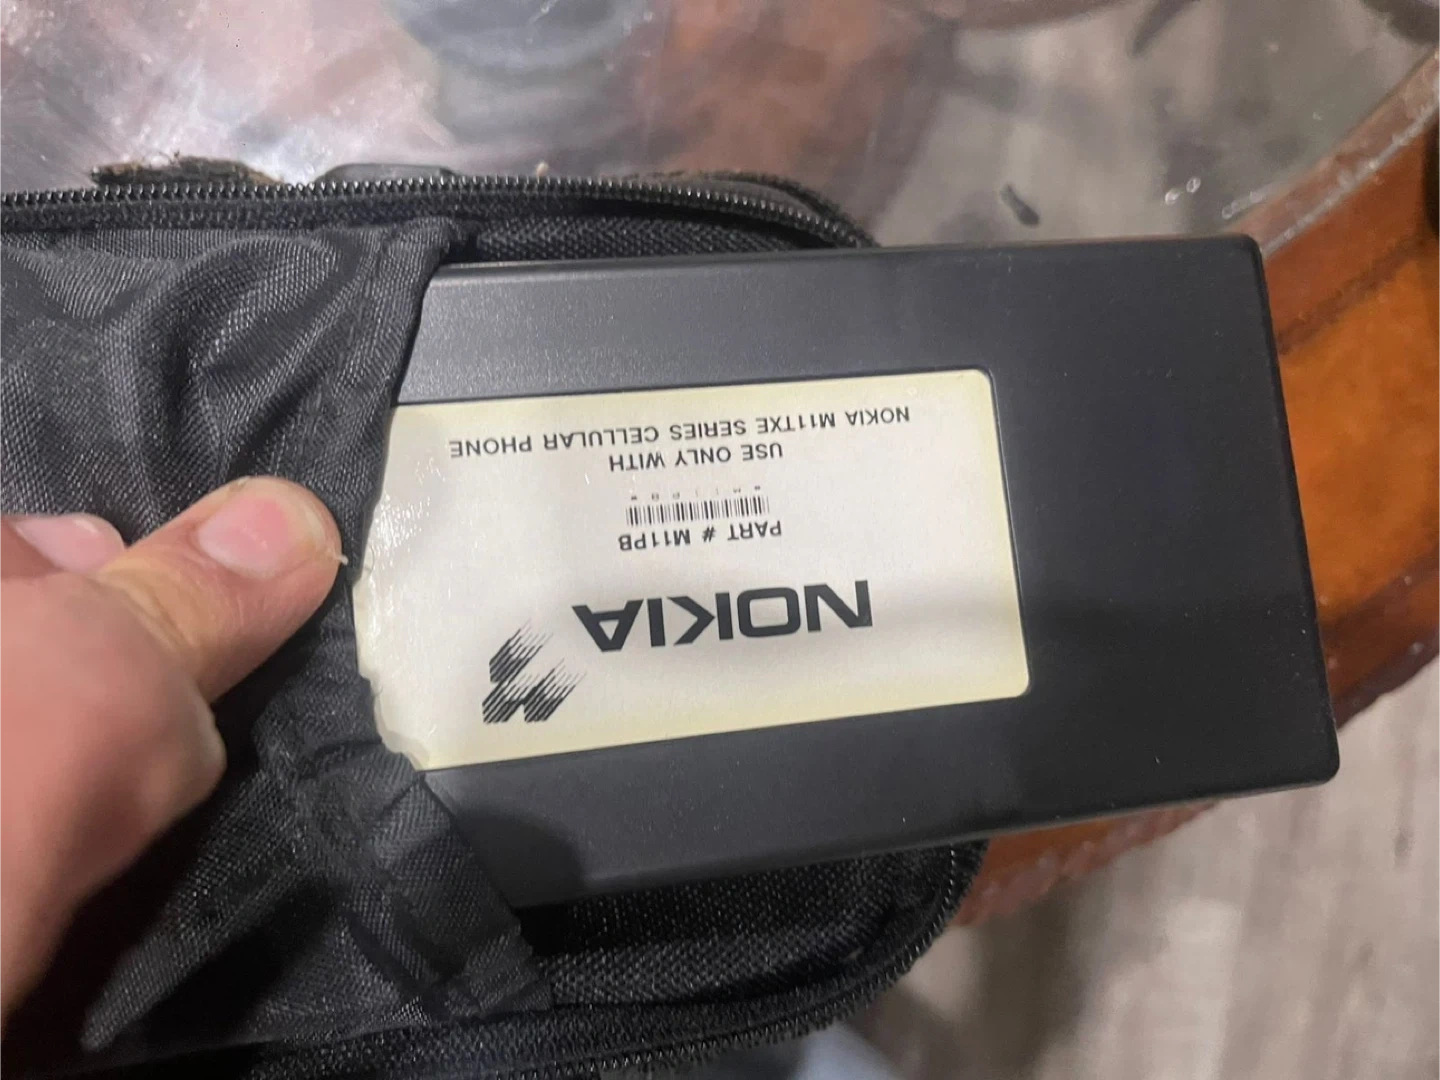 NOKIA
PART # M11PB
USE ONLY WITH
NOKIA M11TXE SERIES CELLULAR PHONE